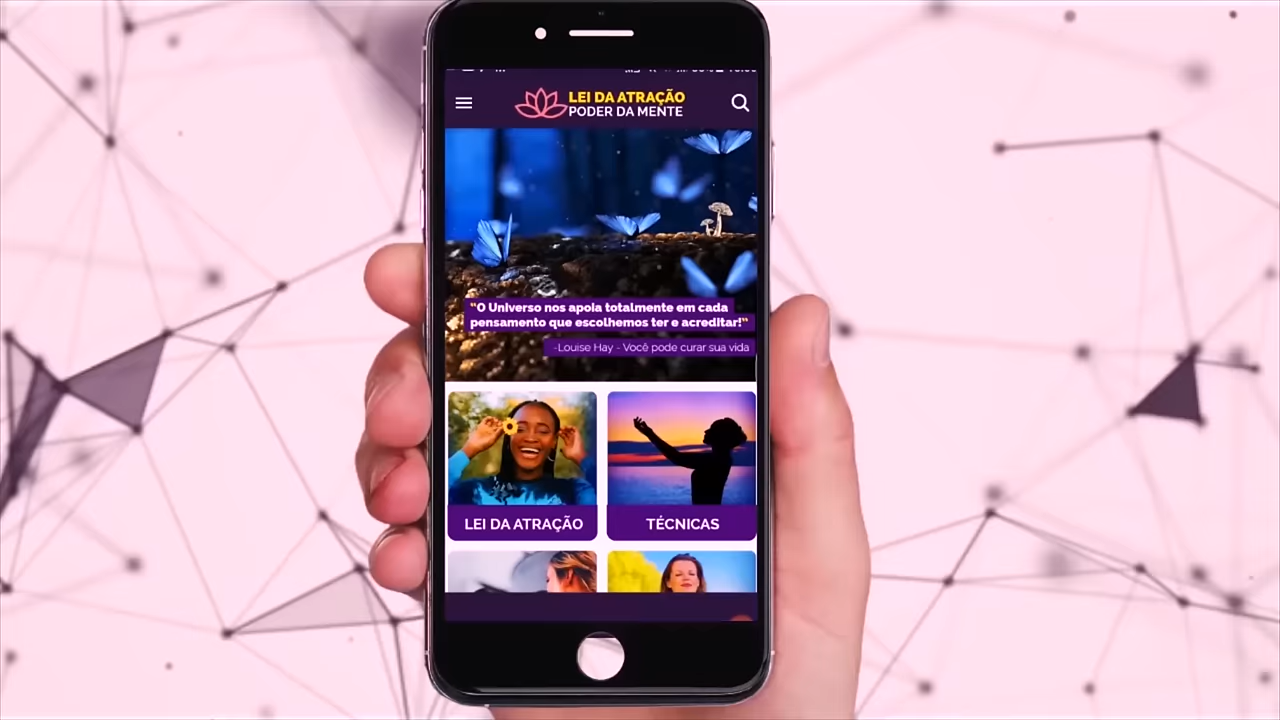 LEI DA ATRAÇÃO
PODER DA MENTE
"O Universo nos apoia totalmente em cada
pensamento que escolhemos ter e acreditar!"
-Louise Hay - Você pode curar sua vida
LEI DA ATRAÇÃO
TÉCNICAS